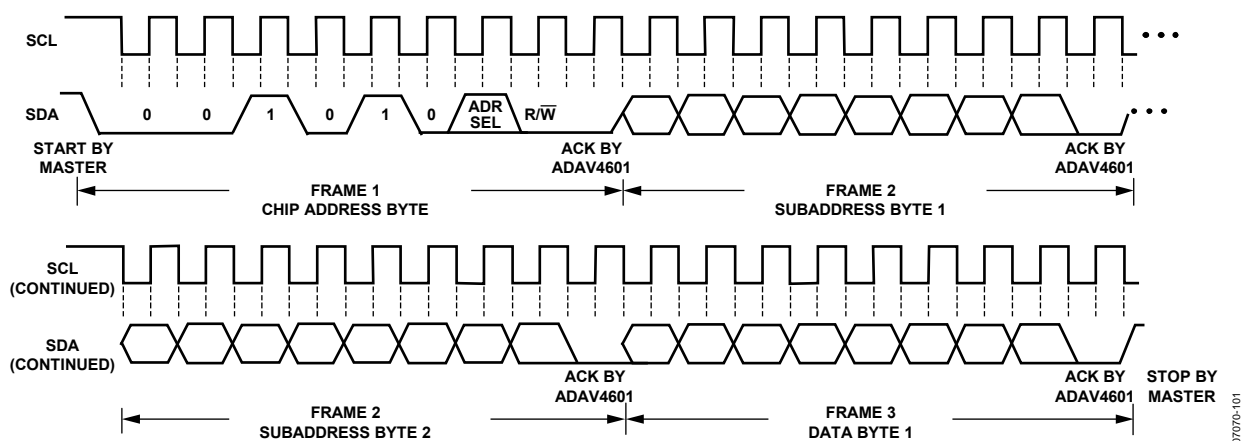 SCL
SDA
0 0 1 0 1 0 ADR SEL R/W̅
START BY
MASTER
ACK BY
ADAV4601
ACK BY
ADAV4601
FRAME 1
CHIP ADDRESS BYTE
FRAME 2
SUBADDRESS BYTE 1
SCL
(CONTINUED)
SDA
(CONTINUED)
ACK BY
ADAV4601
ACK BY
ADAV4601
STOP BY
MASTER
FRAME 2
SUBADDRESS BYTE 2
FRAME 3
DATA BYTE 1
07070-101